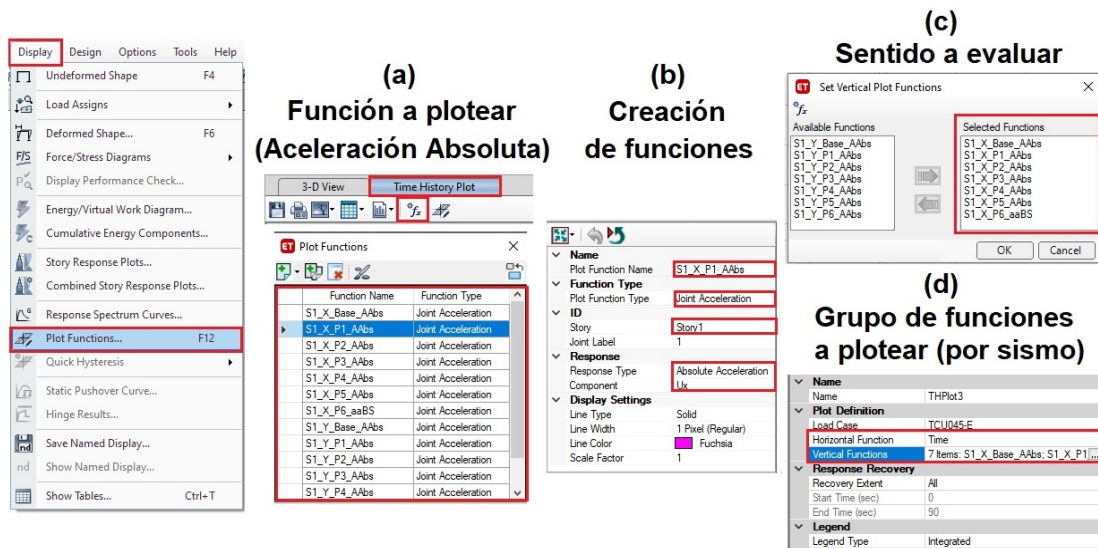 Display Design Options Tools Help
Undeformed Shape F4
Load Assigns
Deformed Shape... F6
F/S Force/Stress Diagrams
Display Performance Check...
Energy/Virtual Work Diagram...
Cumulative Energy Components...
Story Response Plots...
Combined Story Response Plots...
Response Spectrum Curves...
Plot Functions... F12
Quick Hysteresis
Static Pushover Curve...
Hinge Results...
nd Save Named Display...
nd Show Named Display...
Show Tables... Ctrl+T
(a)
Función a plotear
(Aceleración Absoluta)
3-D View Time History Plot
fx
ET Plot Functions
Function Name Function Type
S1_X_Base_AAbs Joint Acceleration
S1_X_P1_AAbs Joint Acceleration
S1_X_P2_AAbs Joint Acceleration
S1_X_P3_AAbs Joint Acceleration
S1_X_P4_AAbs Joint Acceleration
S1_X_P5_AAbs Joint Acceleration
S1_X_P6_aaBS Joint Acceleration
S1_Y_Base_AAbs Joint Acceleration
S1_Y_P1_AAbs Joint Acceleration
S1_Y_P2_AAbs Joint Acceleration
S1_Y_P3_AAbs Joint Acceleration
S1_Y_P4_AAbs Joint Acceleration
(b)
Creación
de funciones
Name
Plot Function Name S1_X_P1_AAbs
Function Type
Plot Function Type Joint Acceleration
ID
Story Story1
Joint Label 1
Response
Response Type Absolute Acceleration
Component Ux
Display Settings
Line Type Solid
Line Width 1 Pixel (Regular)
Line Color Fuchsia
Scale Factor 1
(c)
Sentido a evaluar
ET Set Vertical Plot Functions
fx
Available Functions Selected Functions
S1_Y_Base_AAbs S1_X_Base_AAbs
S1_Y_P1_AAbs S1_X_P1_AAbs
S1_Y_P2_AAbs S1_X_P2_AAbs
S1_Y_P3_AAbs S1_X_P3_AAbs
S1_Y_P4_AAbs S1_X_P4_AAbs
S1_Y_P5_AAbs S1_X_P5_AAbs
S1_Y_P6_AAbs S1_X_P6_aaBS
OK Cancel
(d)
Grupo de funciones
a plotear (por sismo)
Name
Name THPlot3
Plot Definition
Load Case TCU045-E
Horizontal Function Time
Vertical Functions 7 Items: S1_X_Base_AAbs; S1_X_P1 ...
Response Recovery
Recovery Extent All
Start Time (sec) 0
End Time (sec) 90
Legend
Legend Type Integrated